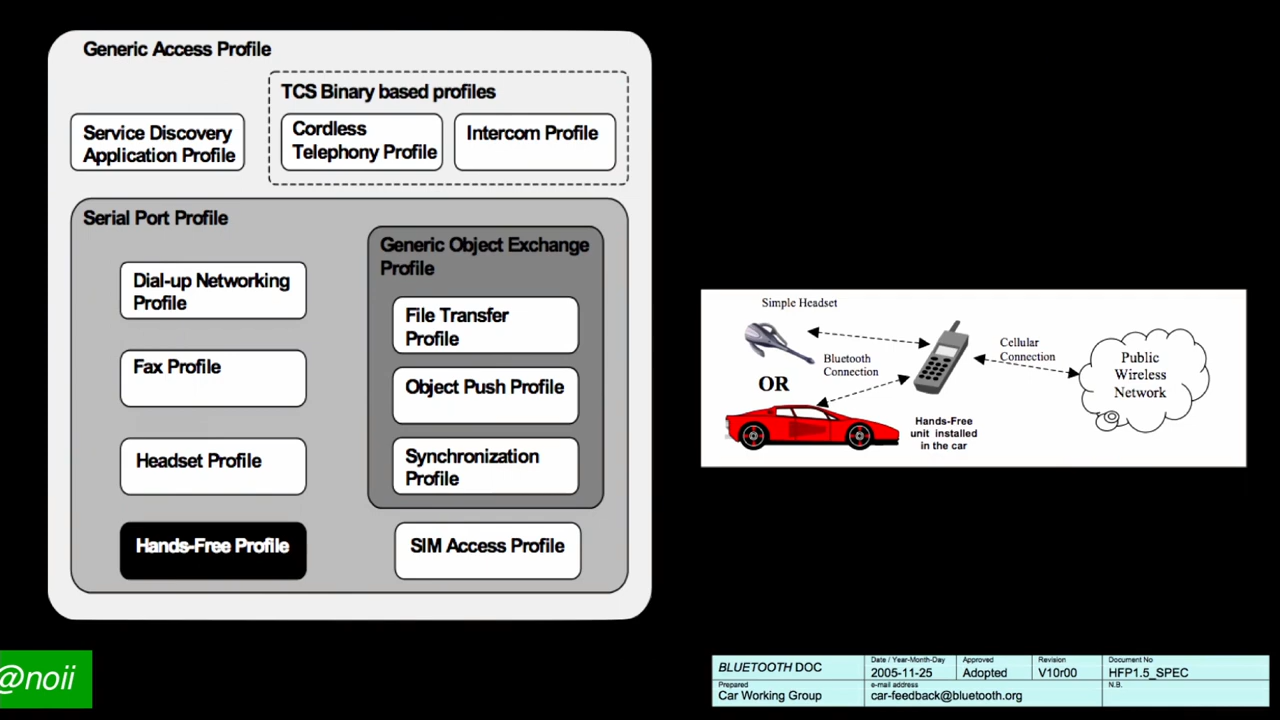 Generic Access Profile
TCS Binary based profiles
Service Discovery
Application Profile
Cordless
Telephony Profile
Intercom Profile
Serial Port Profile
Dial-up Networking
Profile
Fax Profile
Headset Profile
Hands-Free Profile
Generic Object Exchange
Profile
File Transfer
Profile
Object Push Profile
Synchronization
Profile
SIM Access Profile
Simple Headset
Bluetooth
Connection
OR
Cellular
Connection
Public
Wireless
Network
Hands-Free
unit installed
in the car
@noii
BLUETOOTH DOC
Date / Year-Month-Day
2005-11-25
Approved
Adopted
Revision
V10r00
Document No
HFP1.5_SPEC
Prepared
Car Working Group
e-mail address
car-feedback@bluetooth.org
N.B.